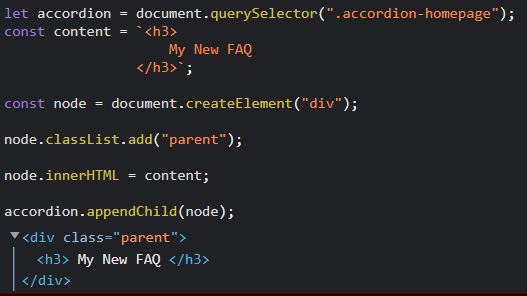 let accordion = document.querySelector(".accordion-homepage");
const content = `<h3>
My New FAQ
</h3>`;
const node = document.createElement("div");
node.classList.add("parent");
node.innerHTML = content;
accordion.appendChild(node);
<div class="parent">
<h3> My New FAQ </h3>
</div>